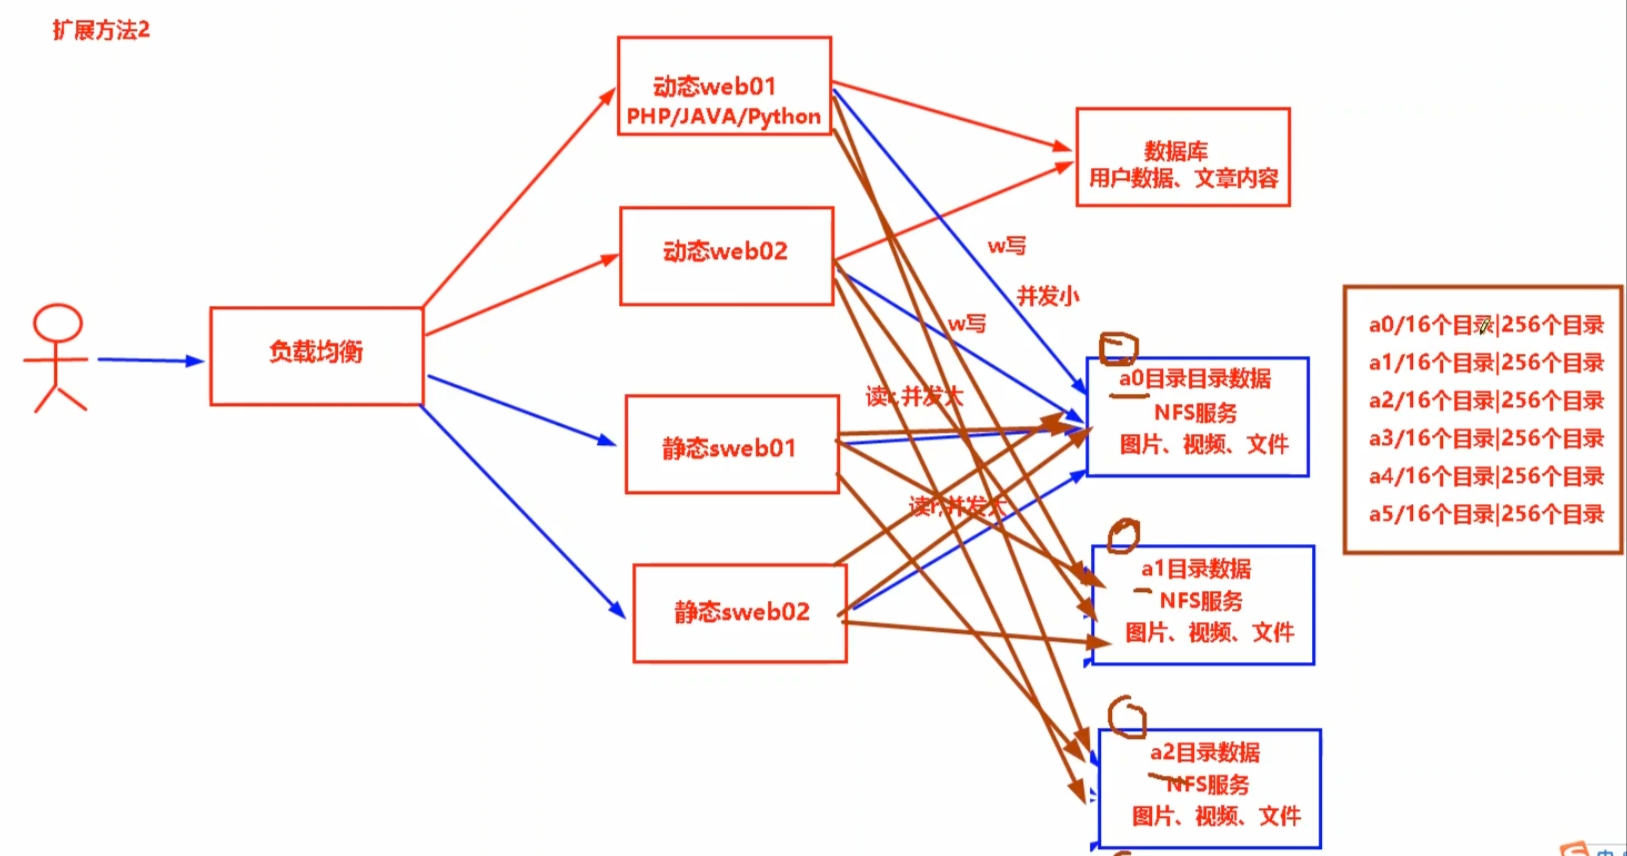 扩展方法2
动态web01
PHP/JAVA/Python
数据库
用户数据、文章内容
动态web02
w写
并发小
w写
负载均衡
a0/16个目录|256个目录
a1/16个目录|256个目录
a2/16个目录|256个目录
a3/16个目录|256个目录
a4/16个目录|256个目录
a5/16个目录|256个目录
a0目录目录数据
NFS服务
图片、视频、文件
读r,并发大
静态sweb01
读r,并发大
a1目录数据
NFS服务
图片、视频、文件
静态sweb02
a2目录数据
NFS服务
图片、视频、文件